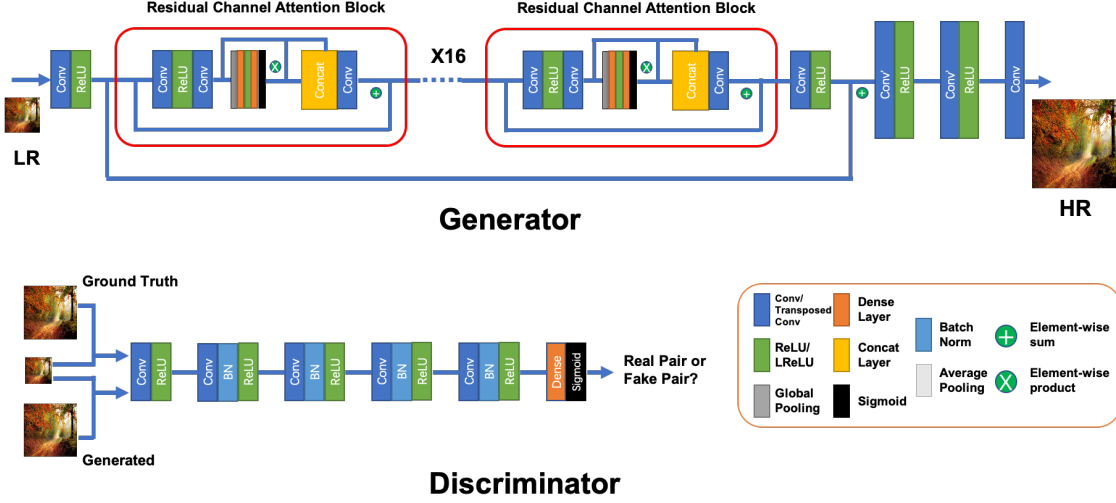 Residual Channel Attention Block
Residual Channel Attention Block
X16
Conv
ReLU
Conv
ReLU
Conv
Concat
Conv
Conv
ReLU
Conv
Concat
Conv
Conv
ReLU
Conv'
ReLU
Conv'
ReLU
Conv
LR
HR
Generator
Ground Truth
Generated
Conv
ReLU
Conv
BN
ReLU
Conv
BN
ReLU
Conv
BN
ReLU
Conv
BN
ReLU
Dense
Sigmoid
Real Pair or
Fake Pair?
Conv/
Transposed
Conv
Dense
Layer
Batch
Norm
Element-wise
sum
ReLU/
LReLU
Concat
Layer
Average
Pooling
Element-wise
product
Global
Pooling
Sigmoid
Discriminator